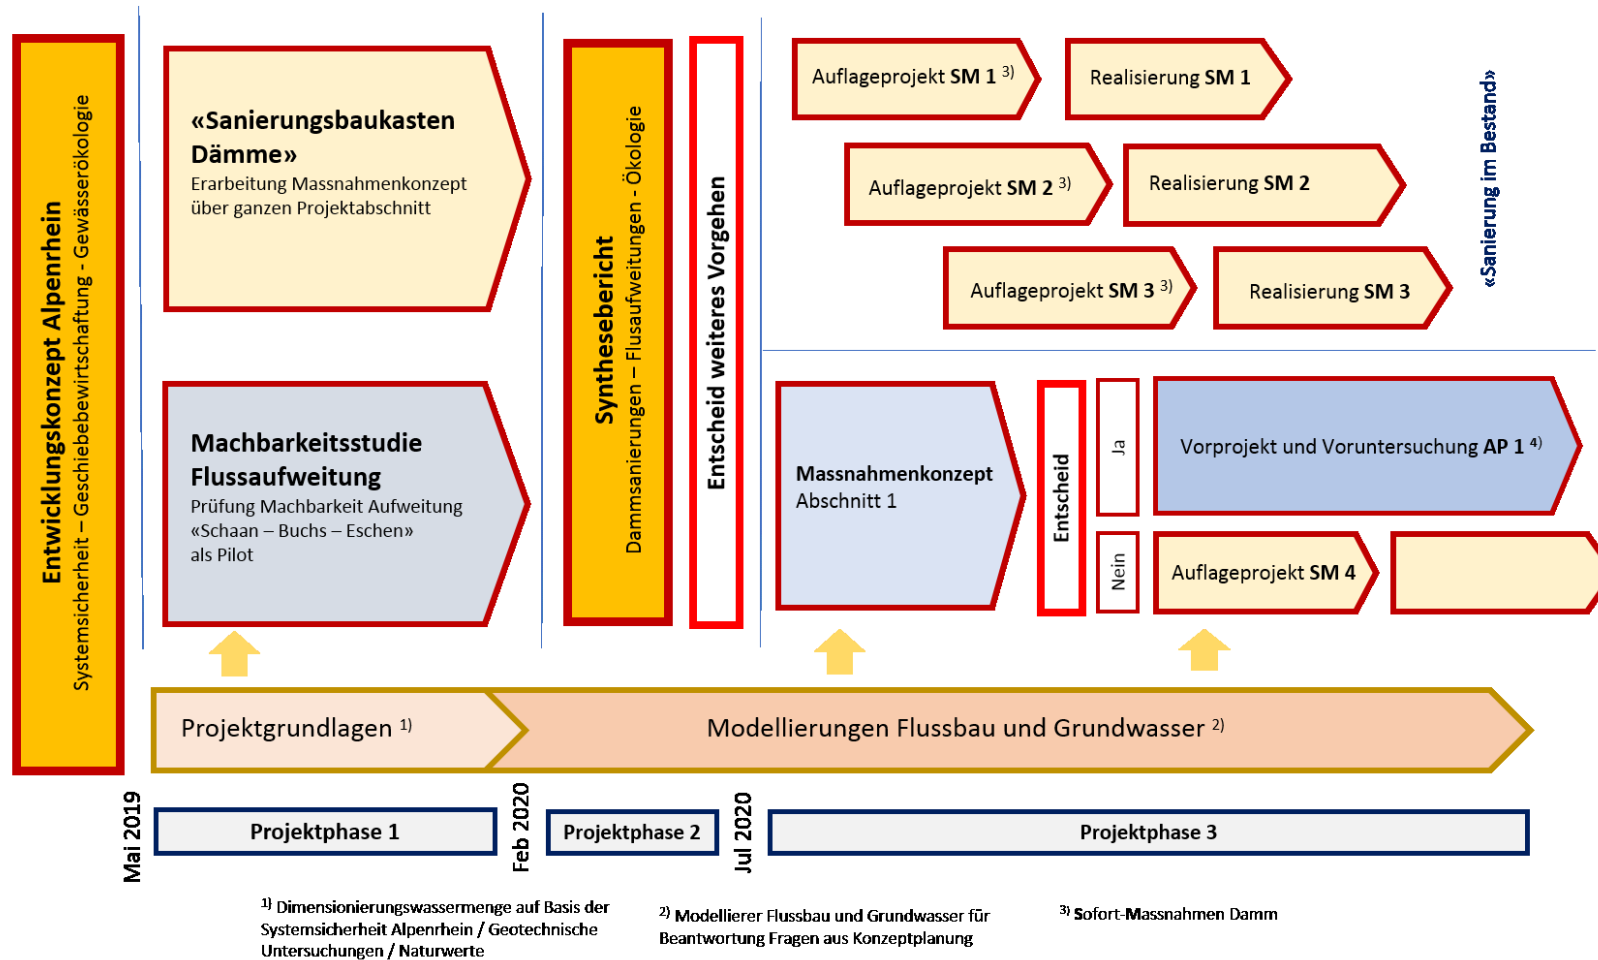 Entwicklungskonzept Alpenrhein
Systemsicherheit – Geschiebebewirtschaftung - Gewässerökologie
«Sanierungsbaukasten
Dämme»
Erarbeitung Massnahmenkonzept
über ganzen Projektabschnitt
Machbarkeitsstudie
Flussaufweitung
Prüfung Machbarkeit Aufweitung
«Schaan – Buchs – Eschen»
als Pilot
Synthesebericht
Dammsanierungen – Flusaufweitungen - Ökologie
Entscheid weiteres Vorgehen
Auflageprojekt SM 1 3)
Realisierung SM 1
Auflageprojekt SM 2 3)
Realisierung SM 2
Auflageprojekt SM 3 3)
Realisierung SM 3
«Sanierung im Bestand»
Massnahmenkonzept
Abschnitt 1
Entscheid
Ja
Vorprojekt und Voruntersuchung AP 1 4)
Nein
Auflageprojekt SM 4
Projektgrundlagen 1)
Modellierungen Flussbau und Grundwasser 2)
Mai 2019
Projektphase 1
Feb 2020
Projektphase 2
Jul 2020
Projektphase 3
1) Dimensionierungswassermenge auf Basis der
Systemsicherheit Alpenrhein / Geotechnische
Untersuchungen / Naturwerte
2) Modellierer Flussbau und Grundwasser für
Beantwortung Fragen aus Konzeptplanung
3) Sofort-Massnahmen Damm